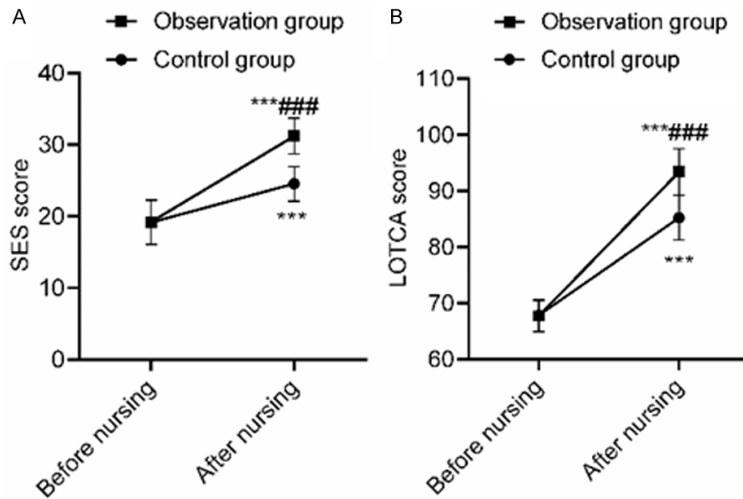 A
Observation group
Control group
SES score
40
30
20
10
0
***###
***
Before nursing
After nursing
B
Observation group
Control group
LOTCA score
110
100
90
80
70
60
***###
***
Before nursing
After nursing